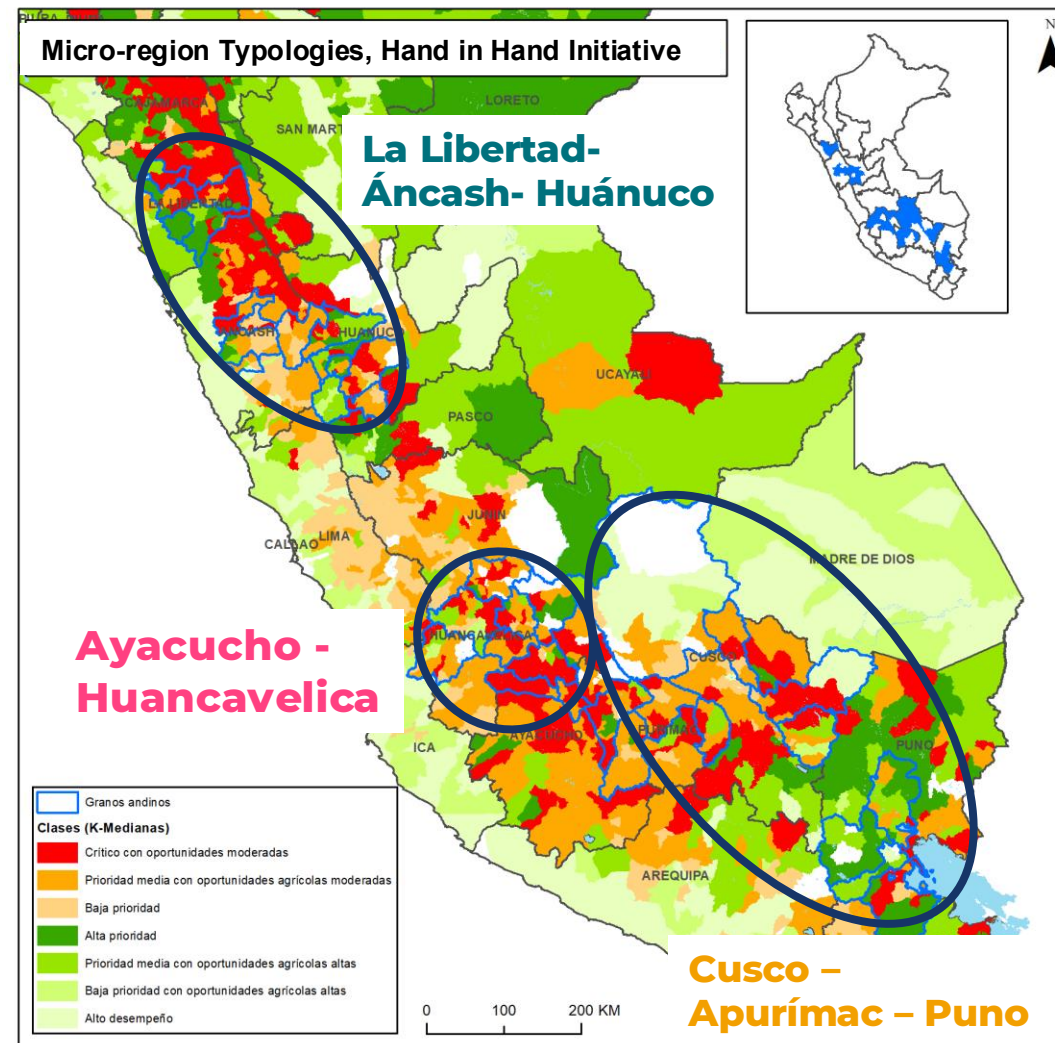 Micro-region Typologies, Hand in Hand Initiative
N
CAJAMARCA
LORETO
SAN MART
La Libertad-
Áncash- Huánuco
LA LIBERTAD
ANCASH
HUANUCO
UCAYALI
PASCO
JUNIN
LIMA
CALLAO
MADRE DE DIOS
Ayacucho -
Huancavelica
HUANCAVELICA
CUSCO
ICA
AYACUCHO
APURIMAC
PUNO
AREQUIPA
Granos andinos
Clases (K-Medianas)
Crítico con oportunidades moderadas
Prioridad media con oportunidades agrícolas moderadas
Baja prioridad
Alta prioridad
Prioridad media con oportunidades agrícolas altas
Baja prioridad con oportunidades agrícolas altas
Alto desempeño
0 100 200 KM
Cusco –
Apurímac – Puno